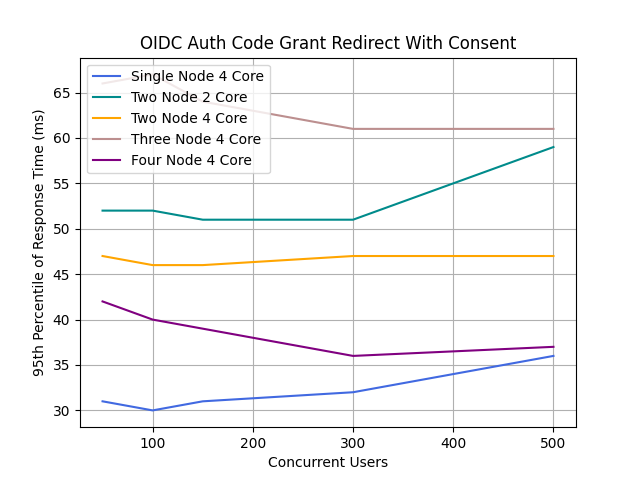 OIDC Auth Code Grant Redirect With Consent
Single Node 4 Core
Two Node 2 Core
Two Node 4 Core
Three Node 4 Core
Four Node 4 Core
95th Percentile of Response Time (ms)
65
60
55
50
45
40
35
30
100 200 300 400 500
Concurrent Users